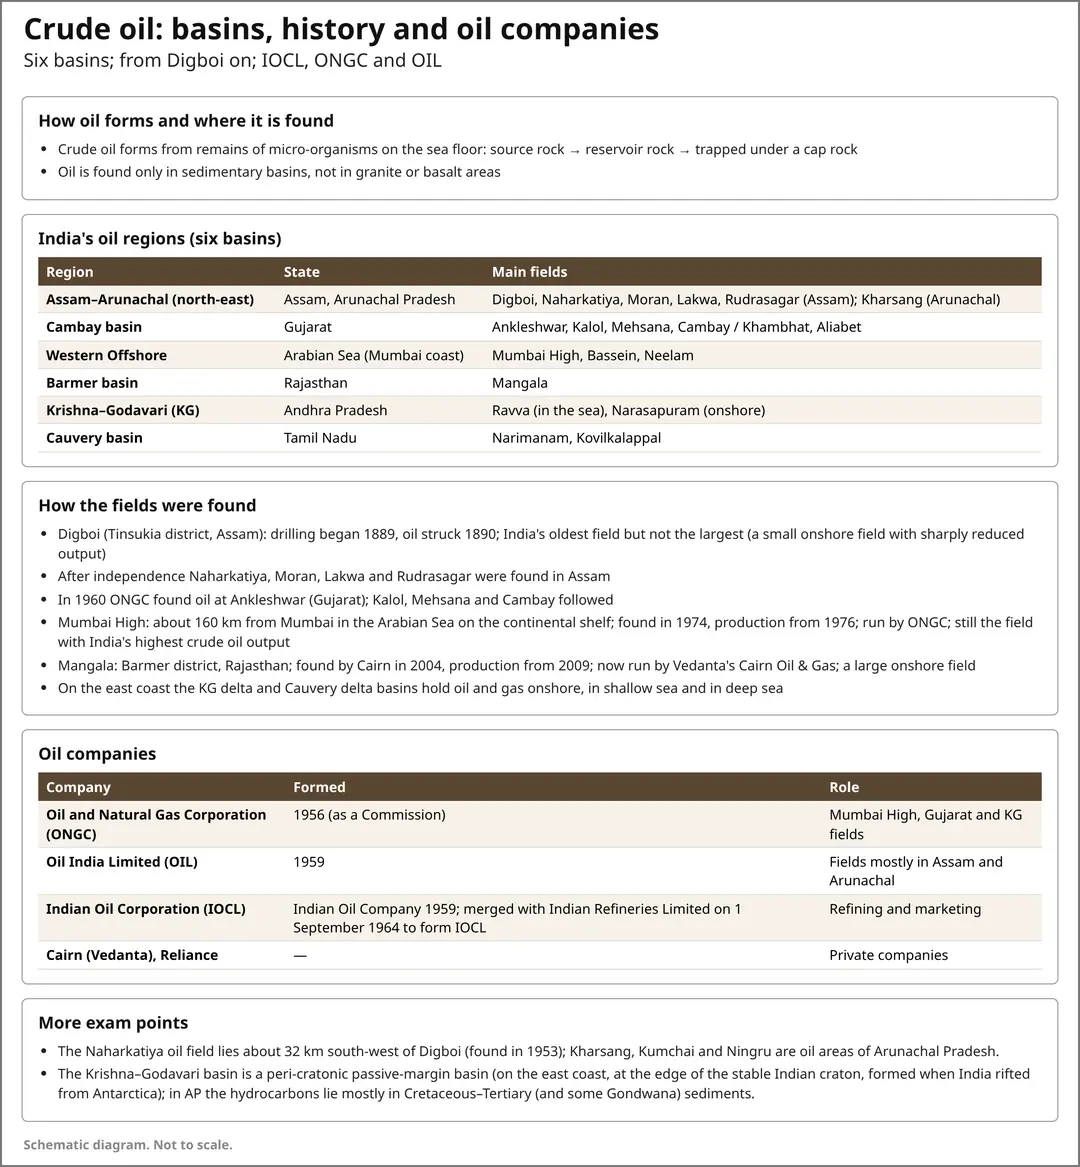 Crude oil: basins, history and oil companies
Six basins; from Digboi on; IOCL, ONGC and OIL
How oil forms and where it is found
• Crude oil forms from remains of micro-organisms on the sea floor: source rock → reservoir rock → trapped under a cap rock
• Oil is found only in sedimentary basins, not in granite or basalt areas
India's oil regions (six basins)
Region State Main fields
Assam–Arunachal (north-east) Assam, Arunachal Pradesh Digboi, Naharkatiya, Moran, Lakwa, Rudrasagar (Assam); Kharsang (Arunachal)
Cambay basin Gujarat Ankleshwar, Kalol, Mehsana, Cambay / Khambhat, Aliabet
Western Offshore Arabian Sea (Mumbai coast) Mumbai High, Bassein, Neelam
Barmer basin Rajasthan Mangala
Krishna–Godavari (KG) Andhra Pradesh Ravva (in the sea), Narasapuram (onshore)
Cauvery basin Tamil Nadu Narimanam, Kovilkalappal
How the fields were found
• Digboi (Tinsukia district, Assam): drilling began 1889, oil struck 1890; India's oldest field but not the largest (a small onshore field with sharply reduced
output)
• After independence Naharkatiya, Moran, Lakwa and Rudrasagar were found in Assam
• In 1960 ONGC found oil at Ankleshwar (Gujarat); Kalol, Mehsana and Cambay followed
• Mumbai High: about 160 km from Mumbai in the Arabian Sea on the continental shelf; found in 1974, production from 1976; run by ONGC; still the field
with India's highest crude oil output
• Mangala: Barmer district, Rajasthan; found by Cairn in 2004, production from 2009; now run by Vedanta's Cairn Oil & Gas; a large onshore field
• On the east coast the KG delta and Cauvery delta basins hold oil and gas onshore, in shallow sea and in deep sea
Oil companies
Company Formed Role
Oil and Natural Gas Corporation 1956 (as a Commission) Mumbai High, Gujarat and KG
(ONGC) fields
Oil India Limited (OIL) 1959 Fields mostly in Assam and
Arunachal
Indian Oil Corporation (IOCL) Indian Oil Company 1959; merged with Indian Refineries Limited on 1 Refining and marketing
September 1964 to form IOCL
Cairn (Vedanta), Reliance — Private companies
More exam points
• The Naharkatiya oil field lies about 32 km south-west of Digboi (found in 1953); Kharsang, Kumchai and Ningru are oil areas of Arunachal Pradesh.
• The Krishna–Godavari basin is a peri-cratonic passive-margin basin (on the east coast, at the edge of the stable Indian craton, formed when India rifted
from Antarctica); in AP the hydrocarbons lie mostly in Cretaceous–Tertiary (and some Gondwana) sediments.
Schematic diagram. Not to scale.